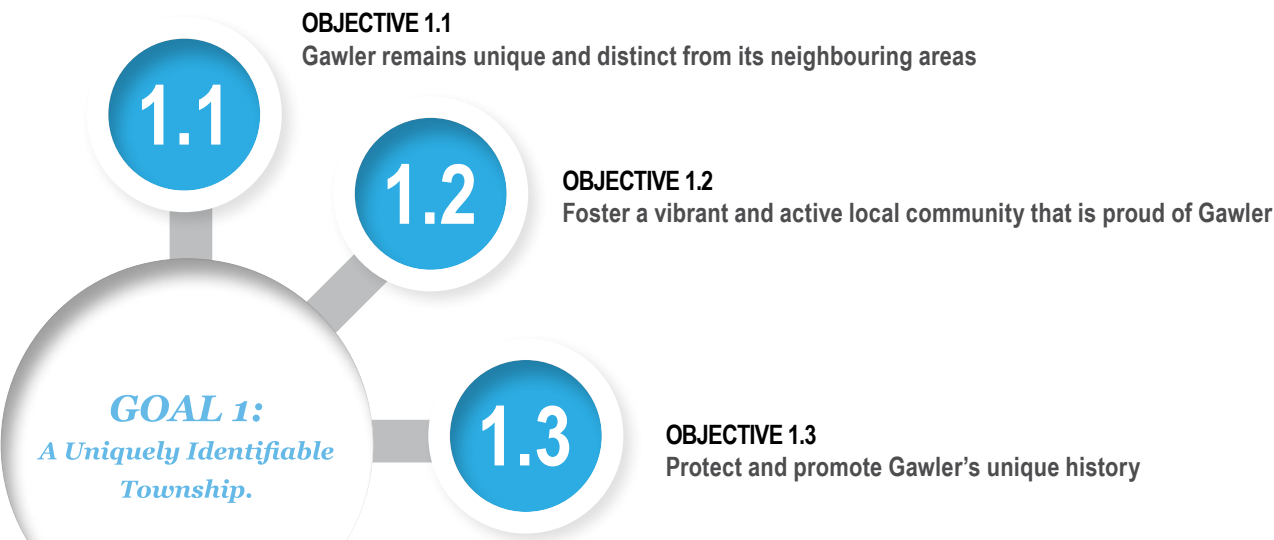 OBJECTIVE 1.1
Gawler remains unique and distinct from its neighbouring areas
1.1
1.2
OBJECTIVE 1.2
Foster a vibrant and active local community that is proud of Gawler
GOAL 1:
A Uniquely Identifiable
Township.
1.3
OBJECTIVE 1.3
Protect and promote Gawler’s unique history